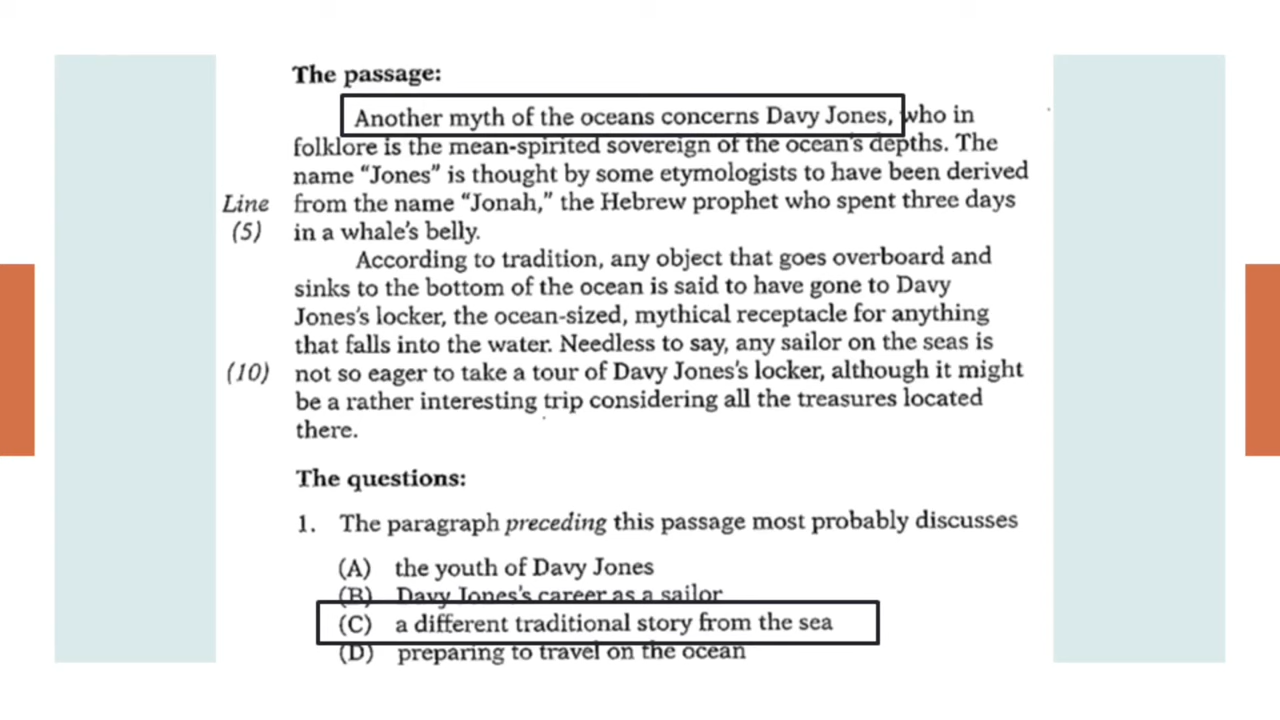 The passage:
Another myth of the oceans concerns Davy Jones, who in
folklore is the mean-spirited sovereign of the ocean's depths. The
name “Jones” is thought by some etymologists to have been derived
Line from the name “Jonah,” the Hebrew prophet who spent three days
(5) in a whale's belly.
According to tradition, any object that goes overboard and
sinks to the bottom of the ocean is said to have gone to Davy
Jones's locker, the ocean-sized, mythical receptacle for anything
that falls into the water. Needless to say, any sailor on the seas is
(10) not so eager to take a tour of Davy Jones's locker, although it might
be a rather interesting trip considering all the treasures located
there.
The questions:
1. The paragraph preceding this passage most probably discusses
(A) the youth of Davy Jones
(B) Davy Jones's career as a sailor
(C) a different traditional story from the sea
(D) preparing to travel on the ocean